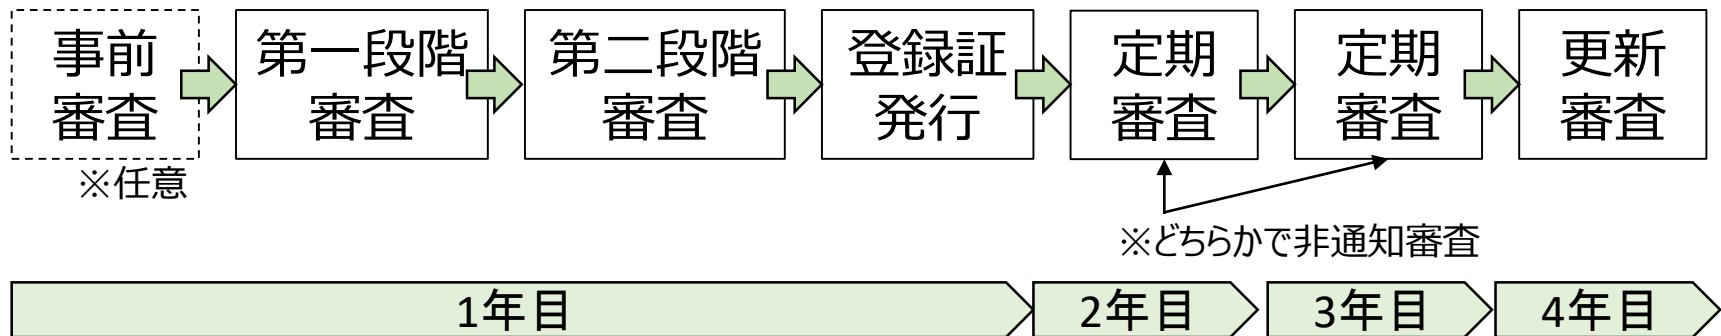 事前
審査
第一段階
審査
第二段階
審査
登録証
発行
定期
審査
定期
審査
更新
審査
※任意
※どちらかで非通知審査
1年目
2年目
3年目
4年目